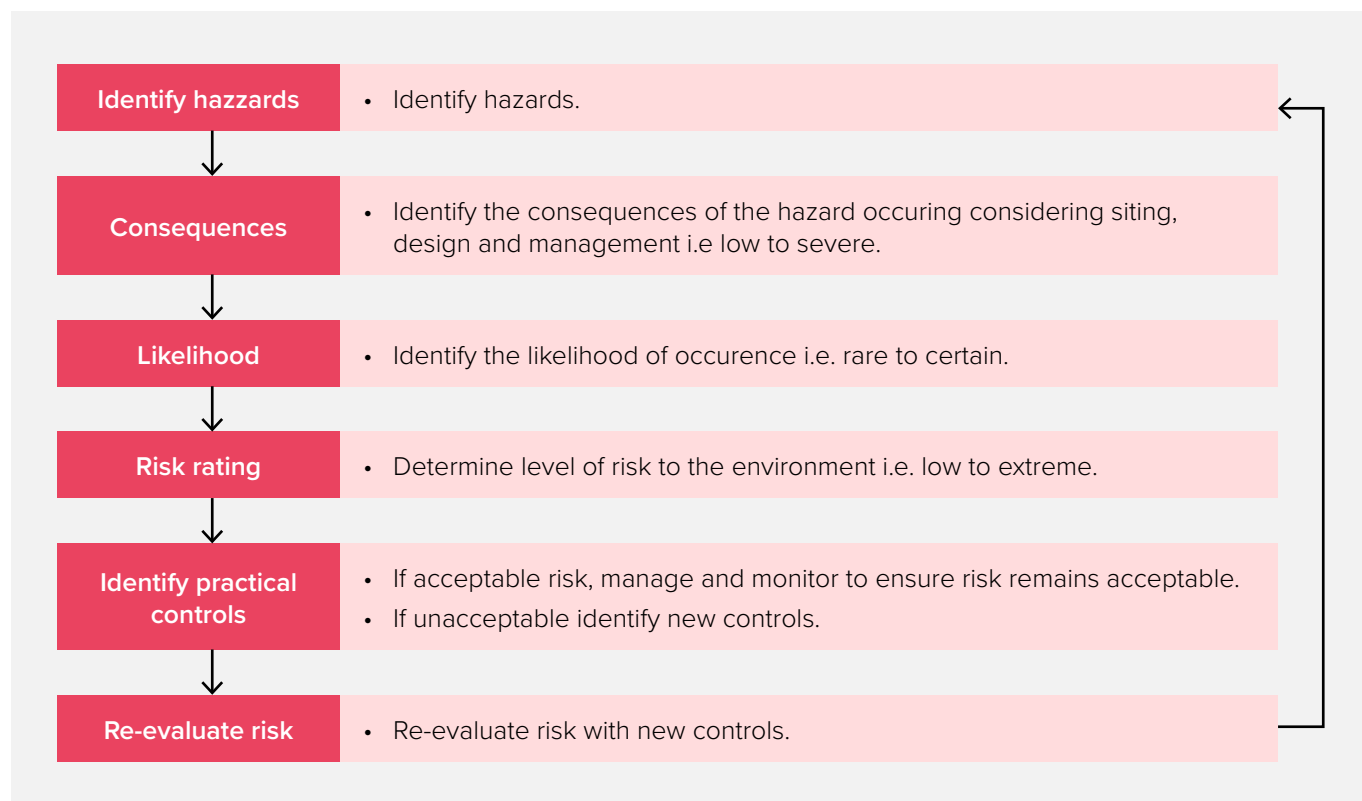 Identify hazzards
• Identify hazards.
Consequences
• Identify the consequences of the hazard occuring considering siting,
design and management i.e low to severe.
Likelihood
• Identify the likelihood of occurence i.e. rare to certain.
Risk rating
• Determine level of risk to the environment i.e. low to extreme.
Identify practical
controls
• If acceptable risk, manage and monitor to ensure risk remains acceptable.
• If unacceptable identify new controls.
Re-evaluate risk
• Re-evaluate risk with new controls.